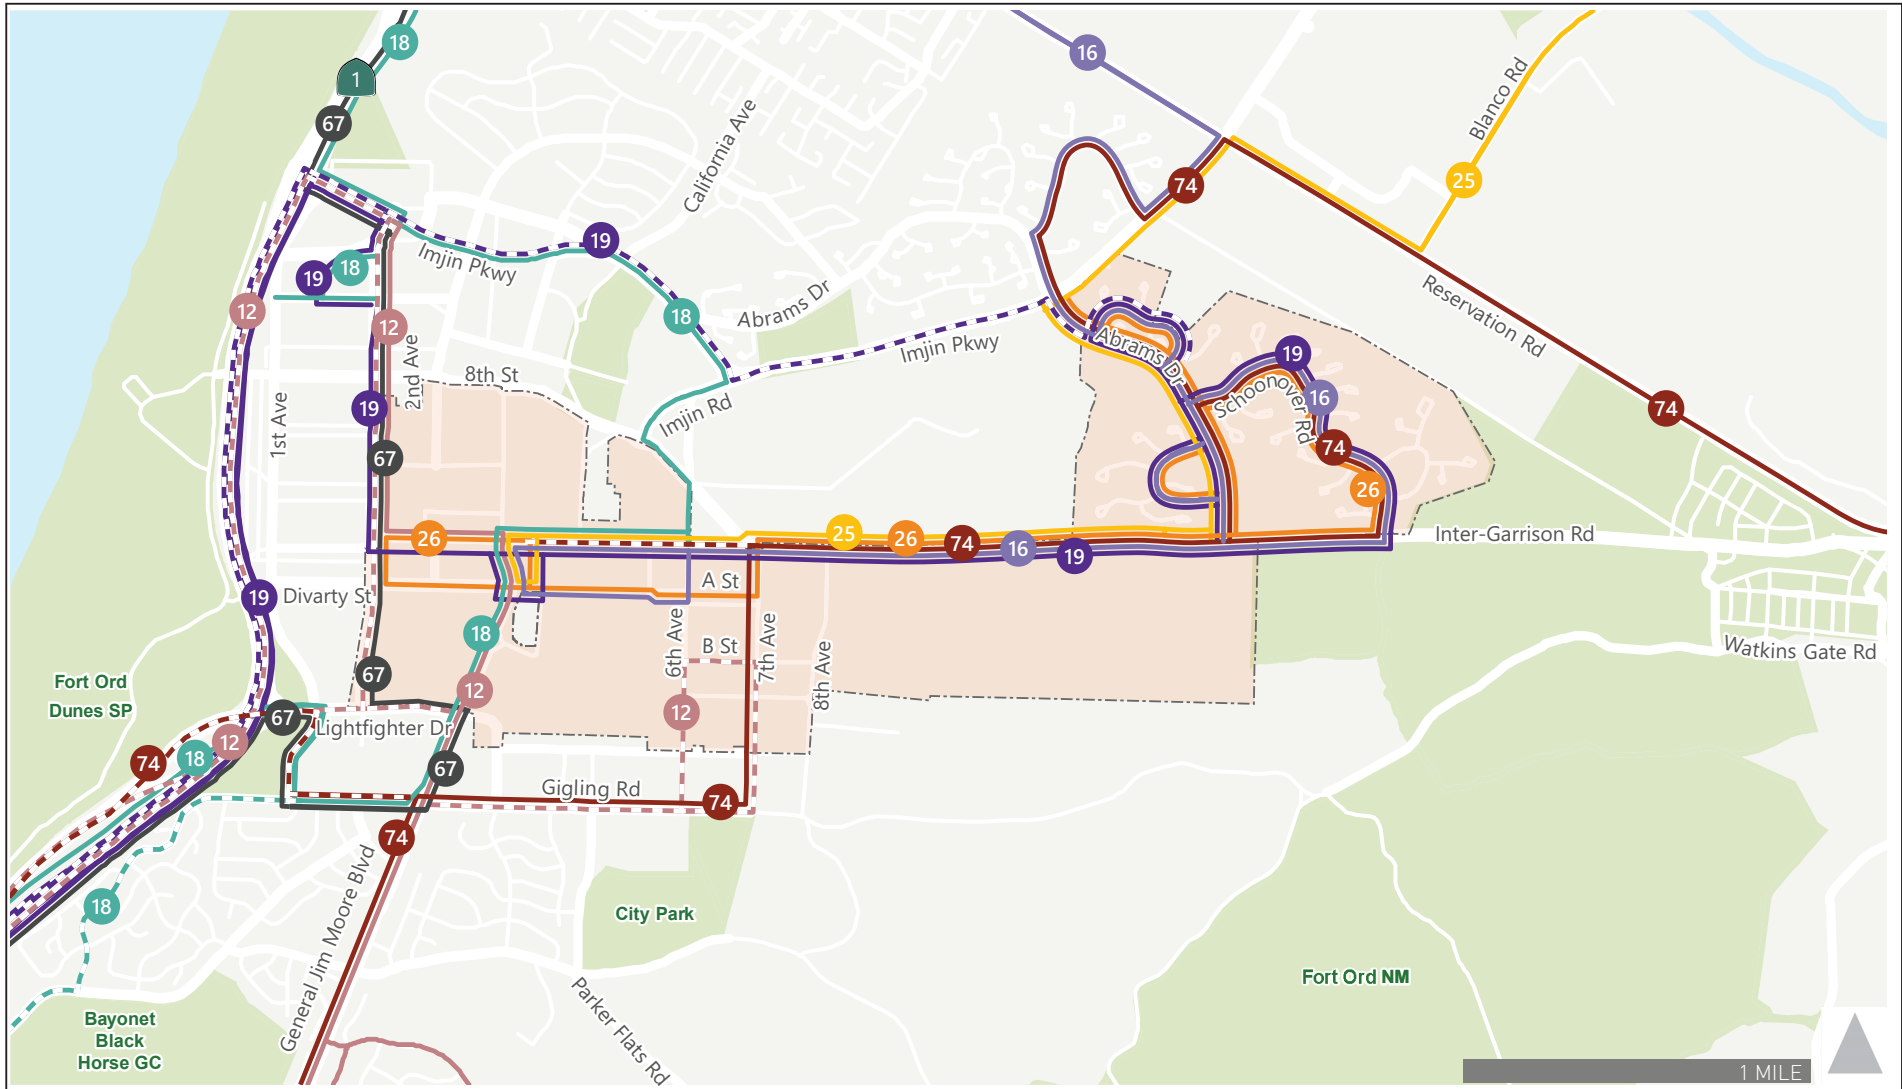 18
16
1
67
Blanco Rd
California Ave
74
25
19
Imjin Pkwy
18
19
Abrams Dr
Reservation Rd
12
18
12
Imjin Pkwy
Abrams Dr
19
2nd Ave
8th St
Schoonover Rd
16
19
Imjin Rd
74
1st Ave
67
74
26
26
25
26
74
16
19
Inter-Garrison Rd
A St
19
Divarty St
18
6th Ave
B St
7th Ave
8th Ave
Watkins Gate Rd
67
Fort Ord
Dunes SP
12
12
67
Lightfighter Dr
12
18
74
67
Gigling Rd
74
74
General Jim Moore Blvd
18
City Park
Parker Flats Rd
Fort Ord NM
Bayonet
Black
Horse GC
1 MILE